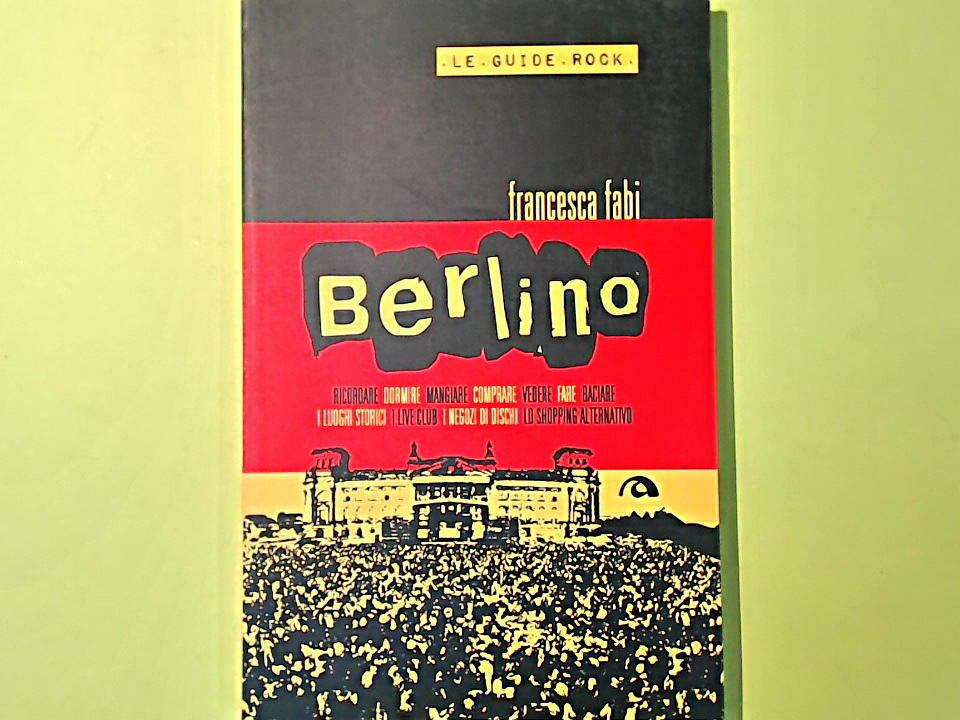 .LE.GUIDE.ROCK.
francesca fabi
Berlino
RICORDARE DORMIRE MANGIARE COMPRARE VEDERE FARE BACIARE
I LUOGHI STORICI I LIVE CLUB I NEGOZI DI DISCHI LO SHOPPING ALTERNATIVO